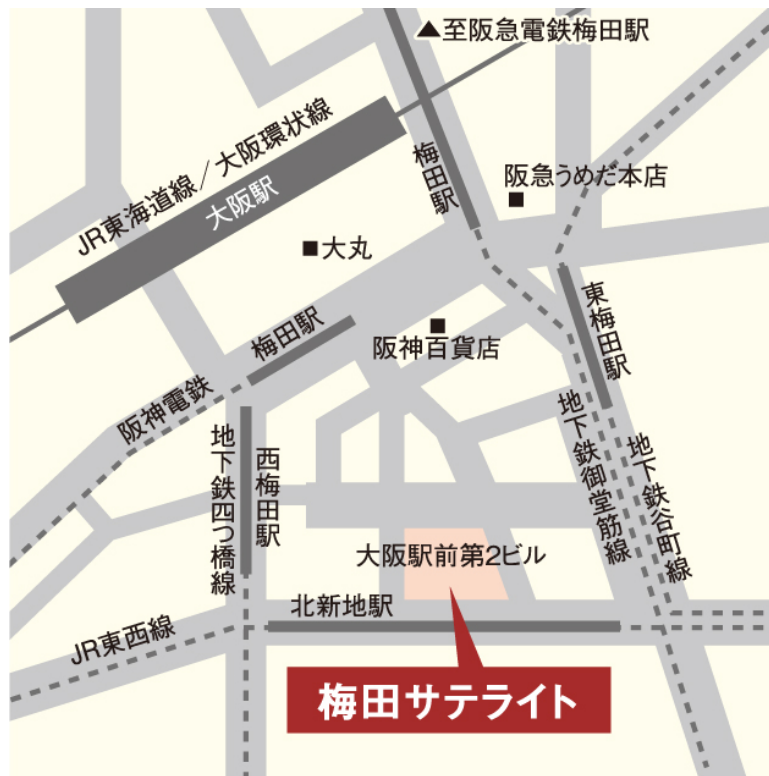 ▲至阪急電鉄梅田駅
JR東海道線／大阪環状線
大阪駅
梅田駅
阪急うめだ本店
■大丸
東梅田駅
梅田駅
阪神百貨店
阪神電鉄
地下鉄四つ橋線
西梅田駅
地下鉄御堂筋線
地下鉄谷町線
大阪駅前第2ビル
北新地駅
JR東西線
梅田サテライト